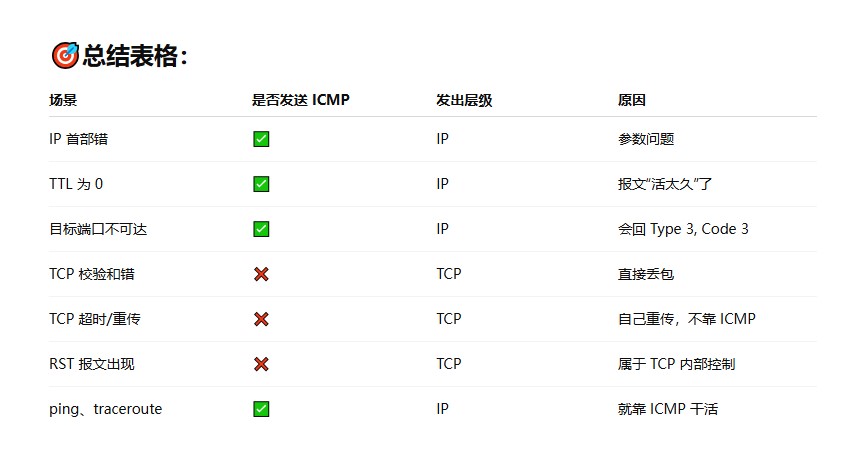 🎯总结表格：
场景 是否发送 ICMP 发出层级 原因
IP 首部错 ✅ IP 参数问题
TTL 为 0 ✅ IP 报文“活太久”了
目标端口不可达 ✅ IP 会回 Type 3, Code 3
TCP 校验和错 ❌ TCP 直接丢包
TCP 超时/重传 ❌ TCP 自己重传，不靠 ICMP
RST 报文出现 ❌ TCP 属于 TCP 内部控制
ping、traceroute ✅ IP 就靠 ICMP 干活